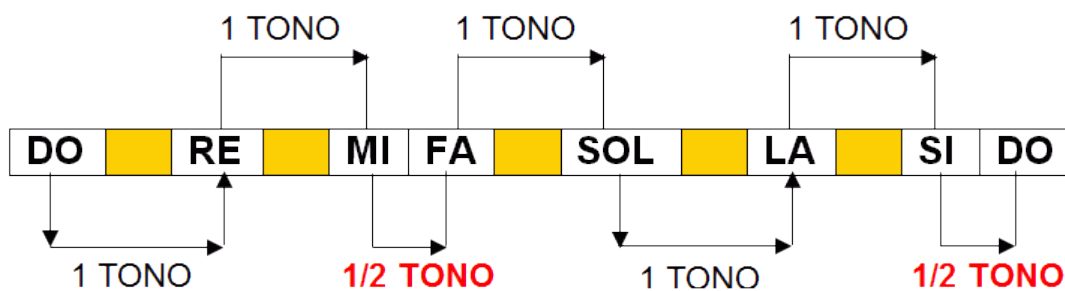 1 TONO 1 TONO 1 TONO
DO RE MI FA SOL LA SI DO
1 TONO 1/2 TONO 1 TONO 1/2 TONO